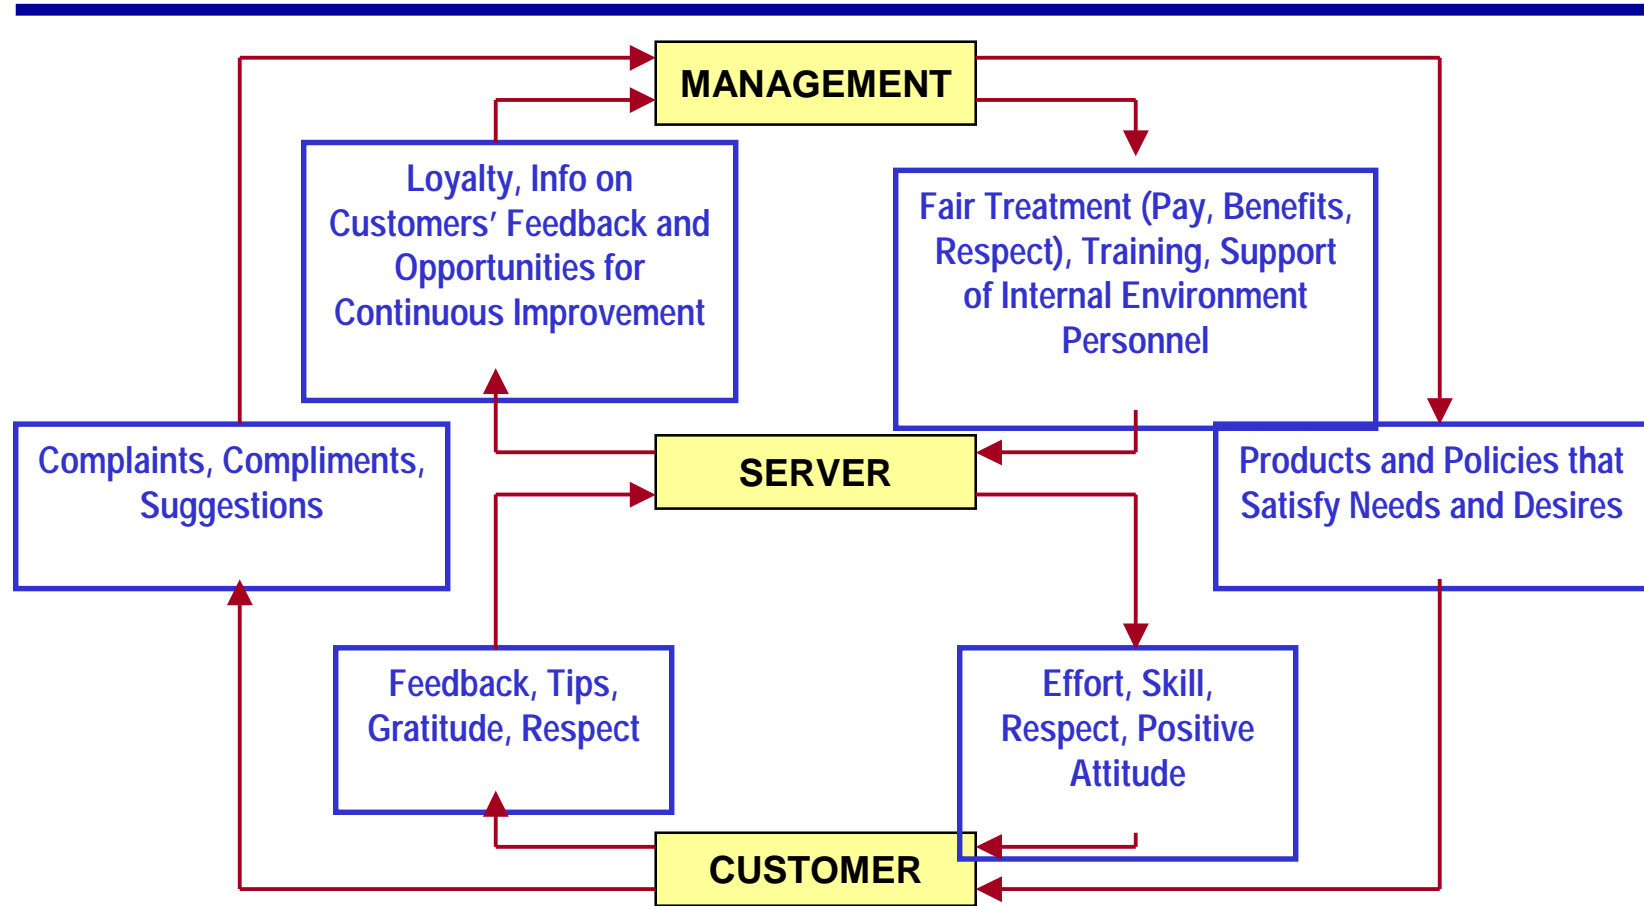 MANAGEMENT
Loyalty, Info on
Customers’ Feedback and
Opportunities for
Continuous Improvement
Fair Treatment (Pay, Benefits,
Respect), Training, Support
of Internal Environment
Personnel
Complaints, Compliments,
Suggestions
SERVER
Products and Policies that
Satisfy Needs and Desires
Feedback, Tips,
Gratitude, Respect
Effort, Skill,
Respect, Positive
Attitude
CUSTOMER